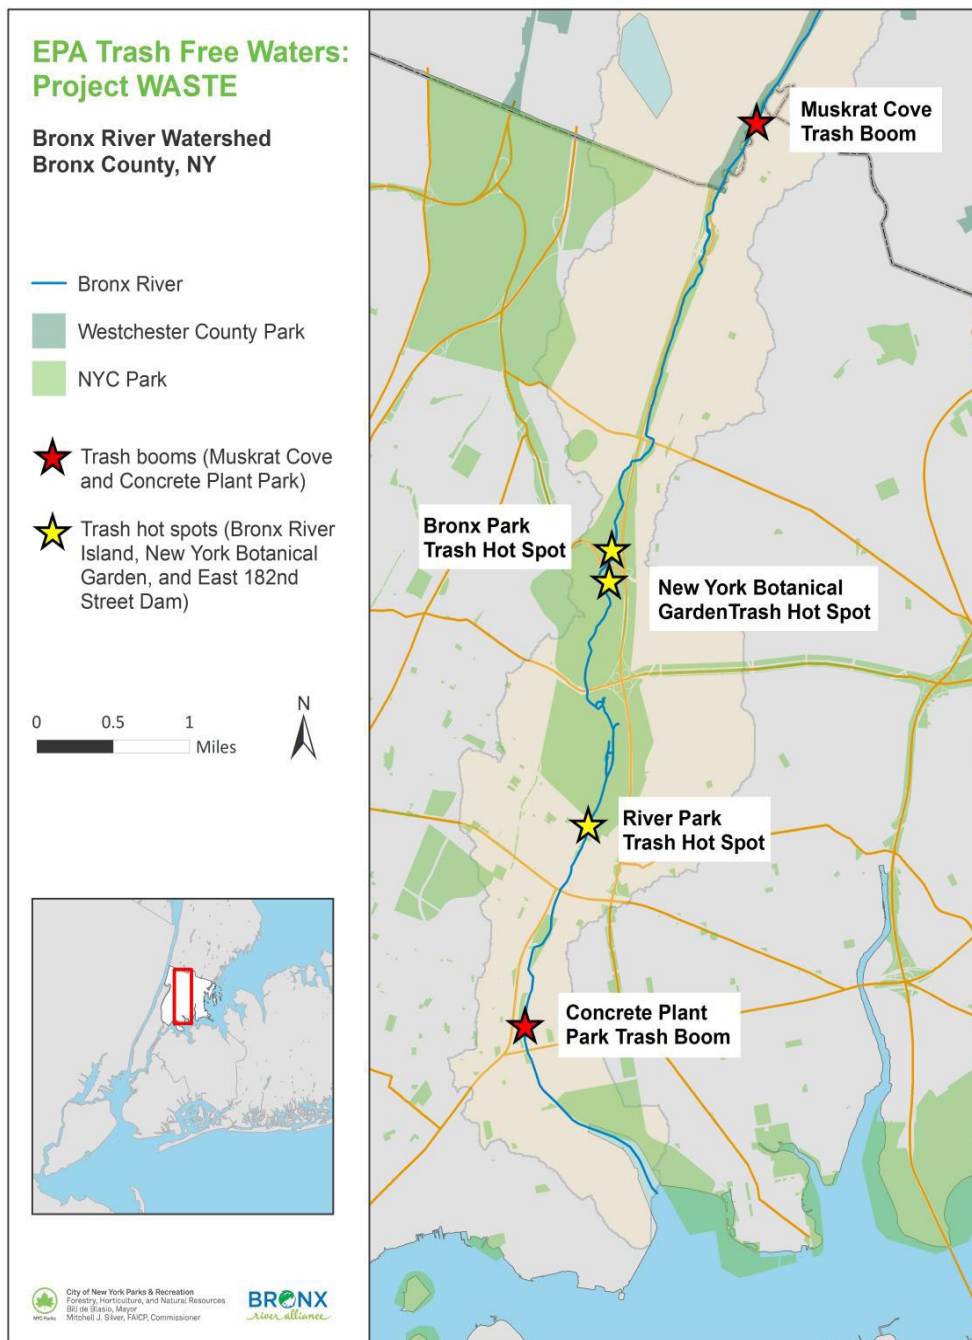 EPA Trash Free Waters:
Project WASTE
Bronx River Watershed
Bronx County, NY
Bronx River
Westchester County Park
NYC Park
Trash booms (Muskrat Cove
and Concrete Plant Park)
Trash hot spots (Bronx River
Island, New York Botanical
Garden, and East 182nd
Street Dam)
0 0.5 1
Miles
N
Muskrat Cove
Trash Boom
Bronx Park
Trash Hot Spot
New York Botanical
GardenTrash Hot Spot
River Park
Trash Hot Spot
Concrete Plant
Park Trash Boom
NYC Parks
City of New York Parks & Recreation
Forestry, Horticulture, and Natural Resources
Bill de Blasio, Mayor
Mitchell J. Silver, FAICP, Commissioner
BRONX
river alliance